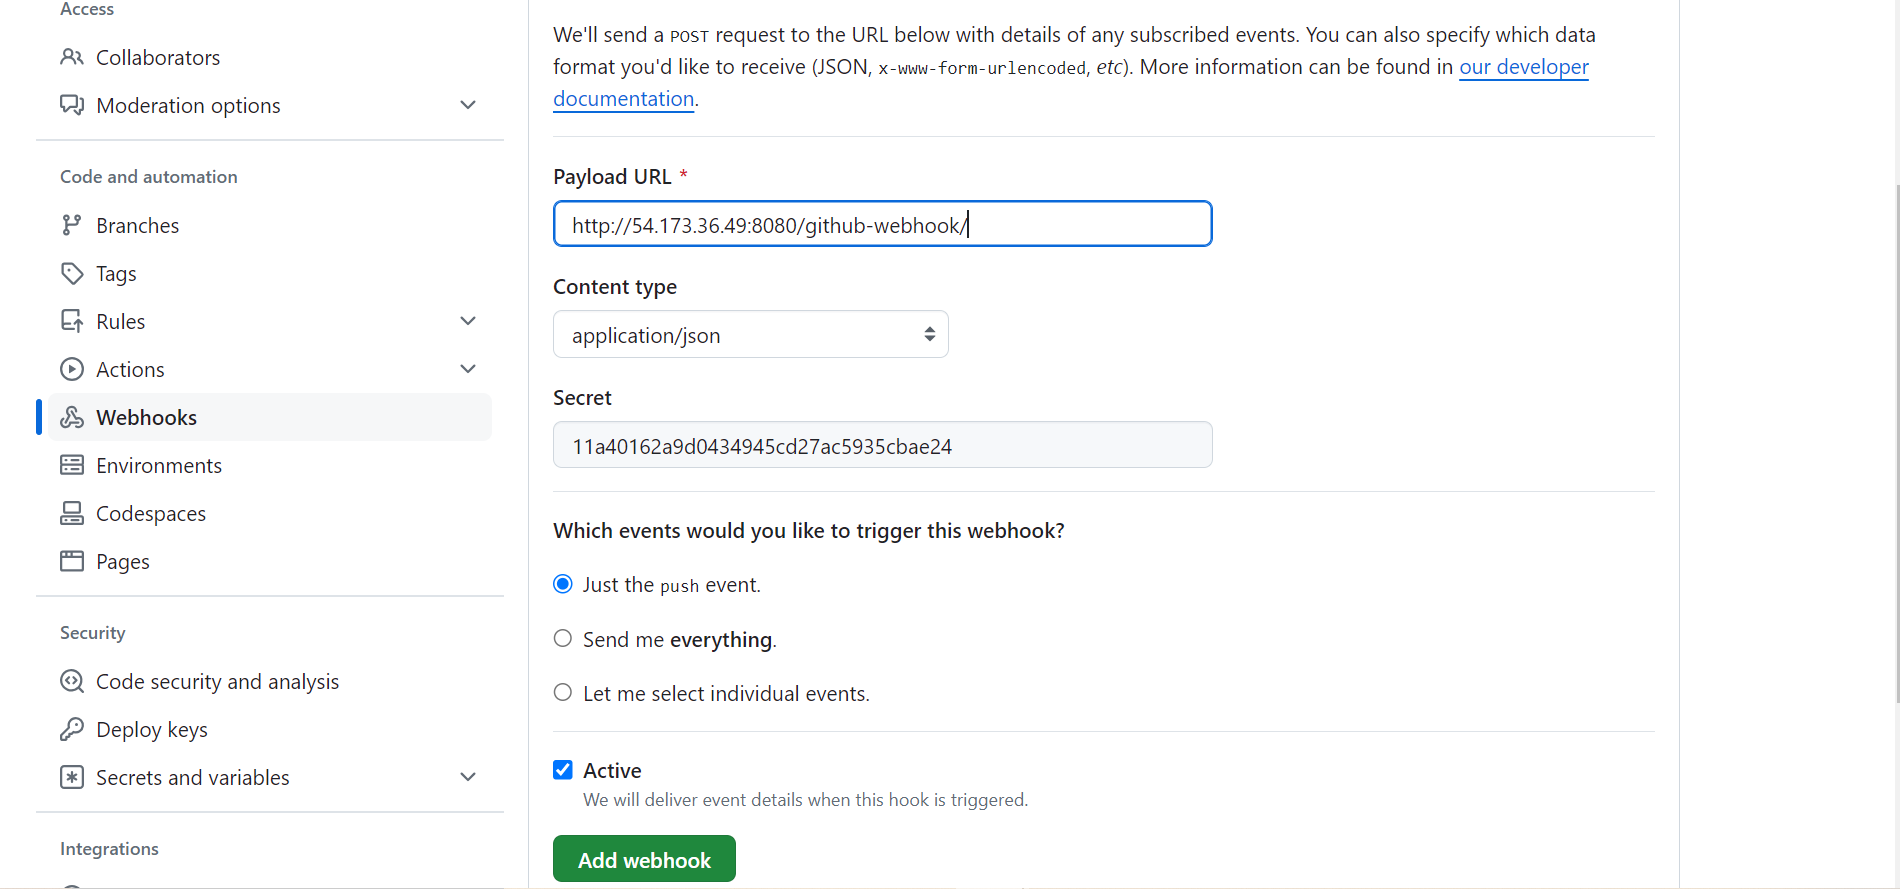 Access
Collaborators
Moderation options
Code and automation
Branches
Tags
Rules
Actions
Webhooks
Environments
Codespaces
Pages
Security
Code security and analysis
Deploy keys
Secrets and variables
Integrations
We'll send a POST request to the URL below with details of any subscribed events. You can also specify which data
format you'd like to receive (JSON, x-www-form-urlencoded, etc). More information can be found in our developer
documentation.
Payload URL *
http://54.173.36.49:8080/github-webhook/
Content type
application/json
Secret
11a40162a9d0434945cd27ac5935cbae24
Which events would you like to trigger this webhook?
Just the push event.
Send me everything.
Let me select individual events.
Active
We will deliver event details when this hook is triggered.
Add webhook